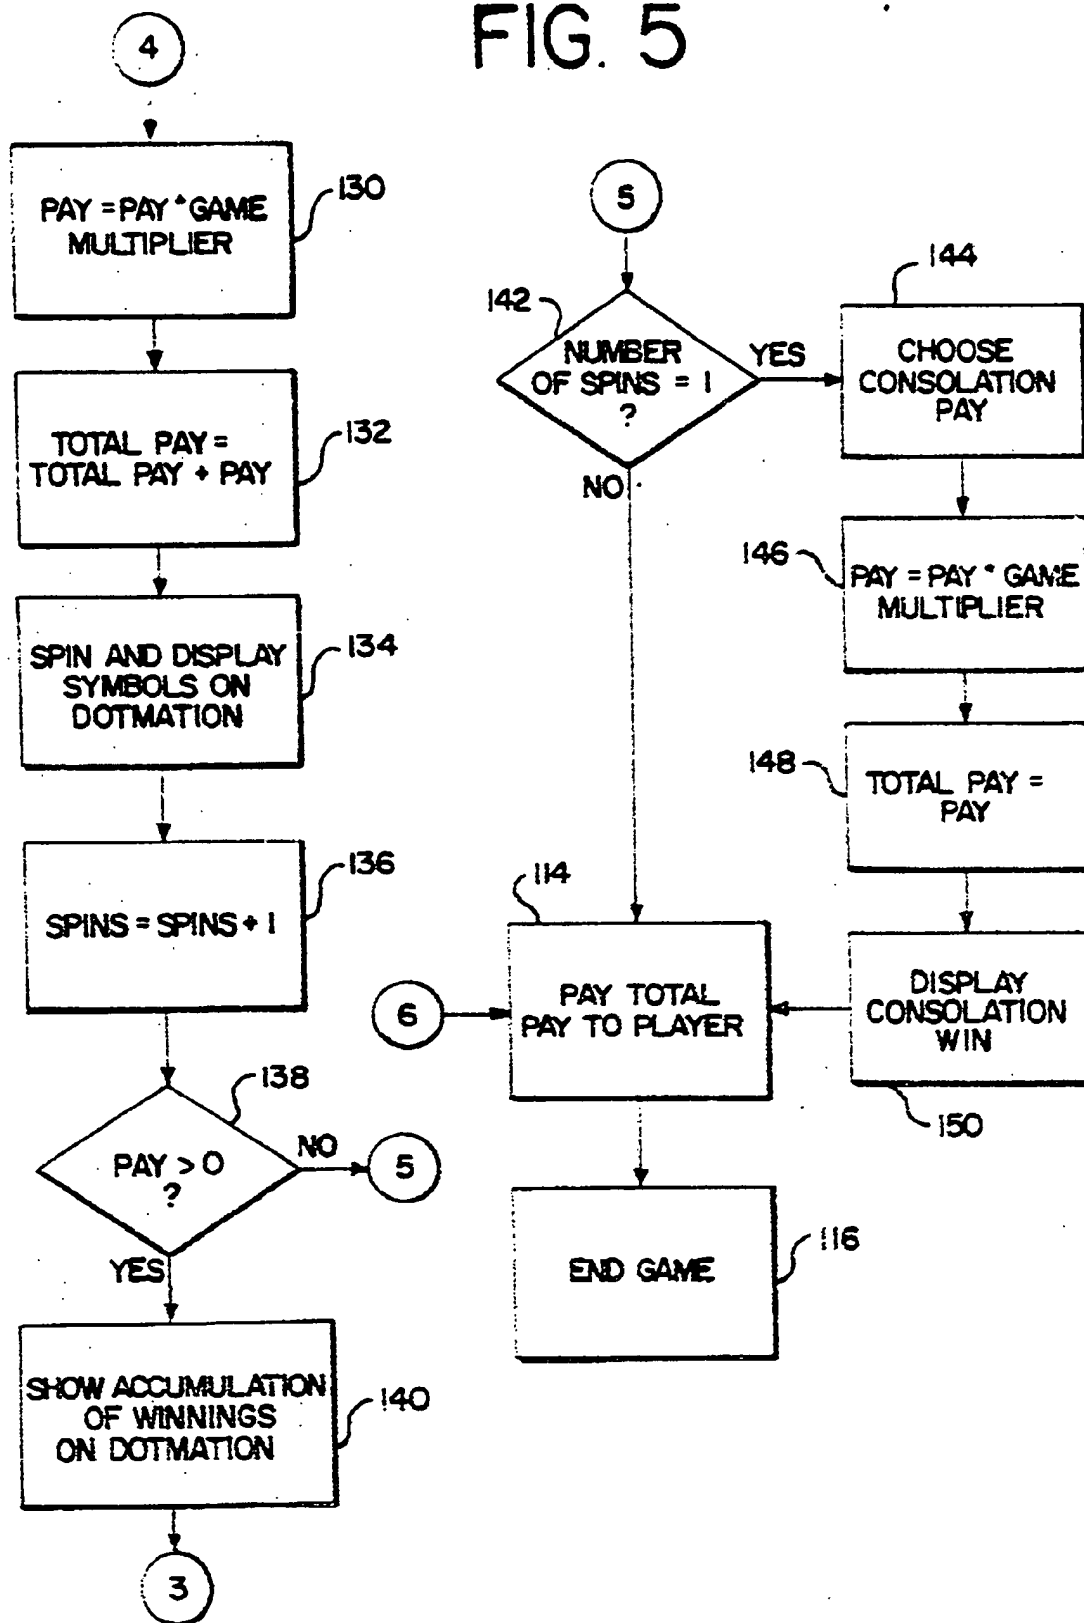 FIG. 5
4
PAY = PAY * GAME
MULTIPLIER
130
TOTAL PAY =
TOTAL PAY + PAY
132
SPIN AND DISPLAY
SYMBOLS ON
DOTMATION
134
SPINS = SPINS + 1
136
138
PAY > 0
?
NO
5
YES
SHOW ACCUMULATION
OF WINNINGS
ON DOTMATION
140
3
5
142
NUMBER
OF SPINS = 1
?
YES
NO
144
CHOOSE
CONSOLATION
PAY
146
PAY = PAY * GAME
MULTIPLIER
148
TOTAL PAY =
PAY
114
6
PAY TOTAL
PAY TO PLAYER
DISPLAY
CONSOLATION
WIN
150
END GAME
116